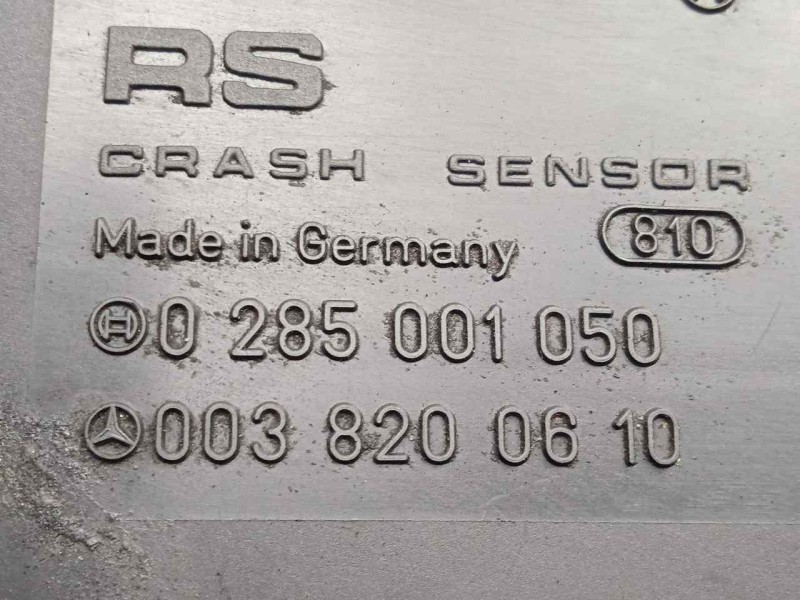 RS
CRASH SENSOR
Made in Germany 810
0 285 001 050
003 820 06 10